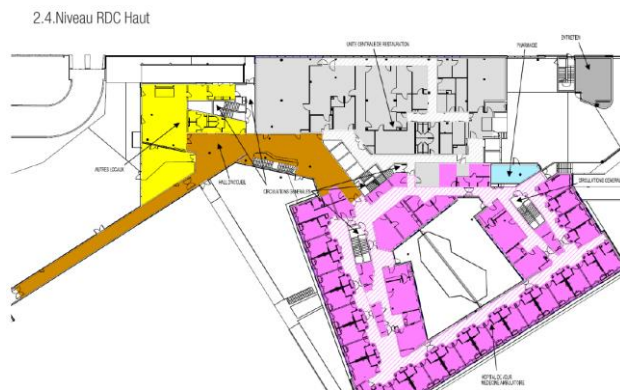 2.4.Niveau RDC Haut
ENTRETIEN
UNITE CENTRALE DE RESTAURATION
PHARMACIE
AUTRES LOCAUX
HALL D'ACCUEIL
CIRCULATIONS GENERALES
CIRCULATIONS GENERALES
HOPITAL DE JOUR
MEDECINE AMBULATOIRE